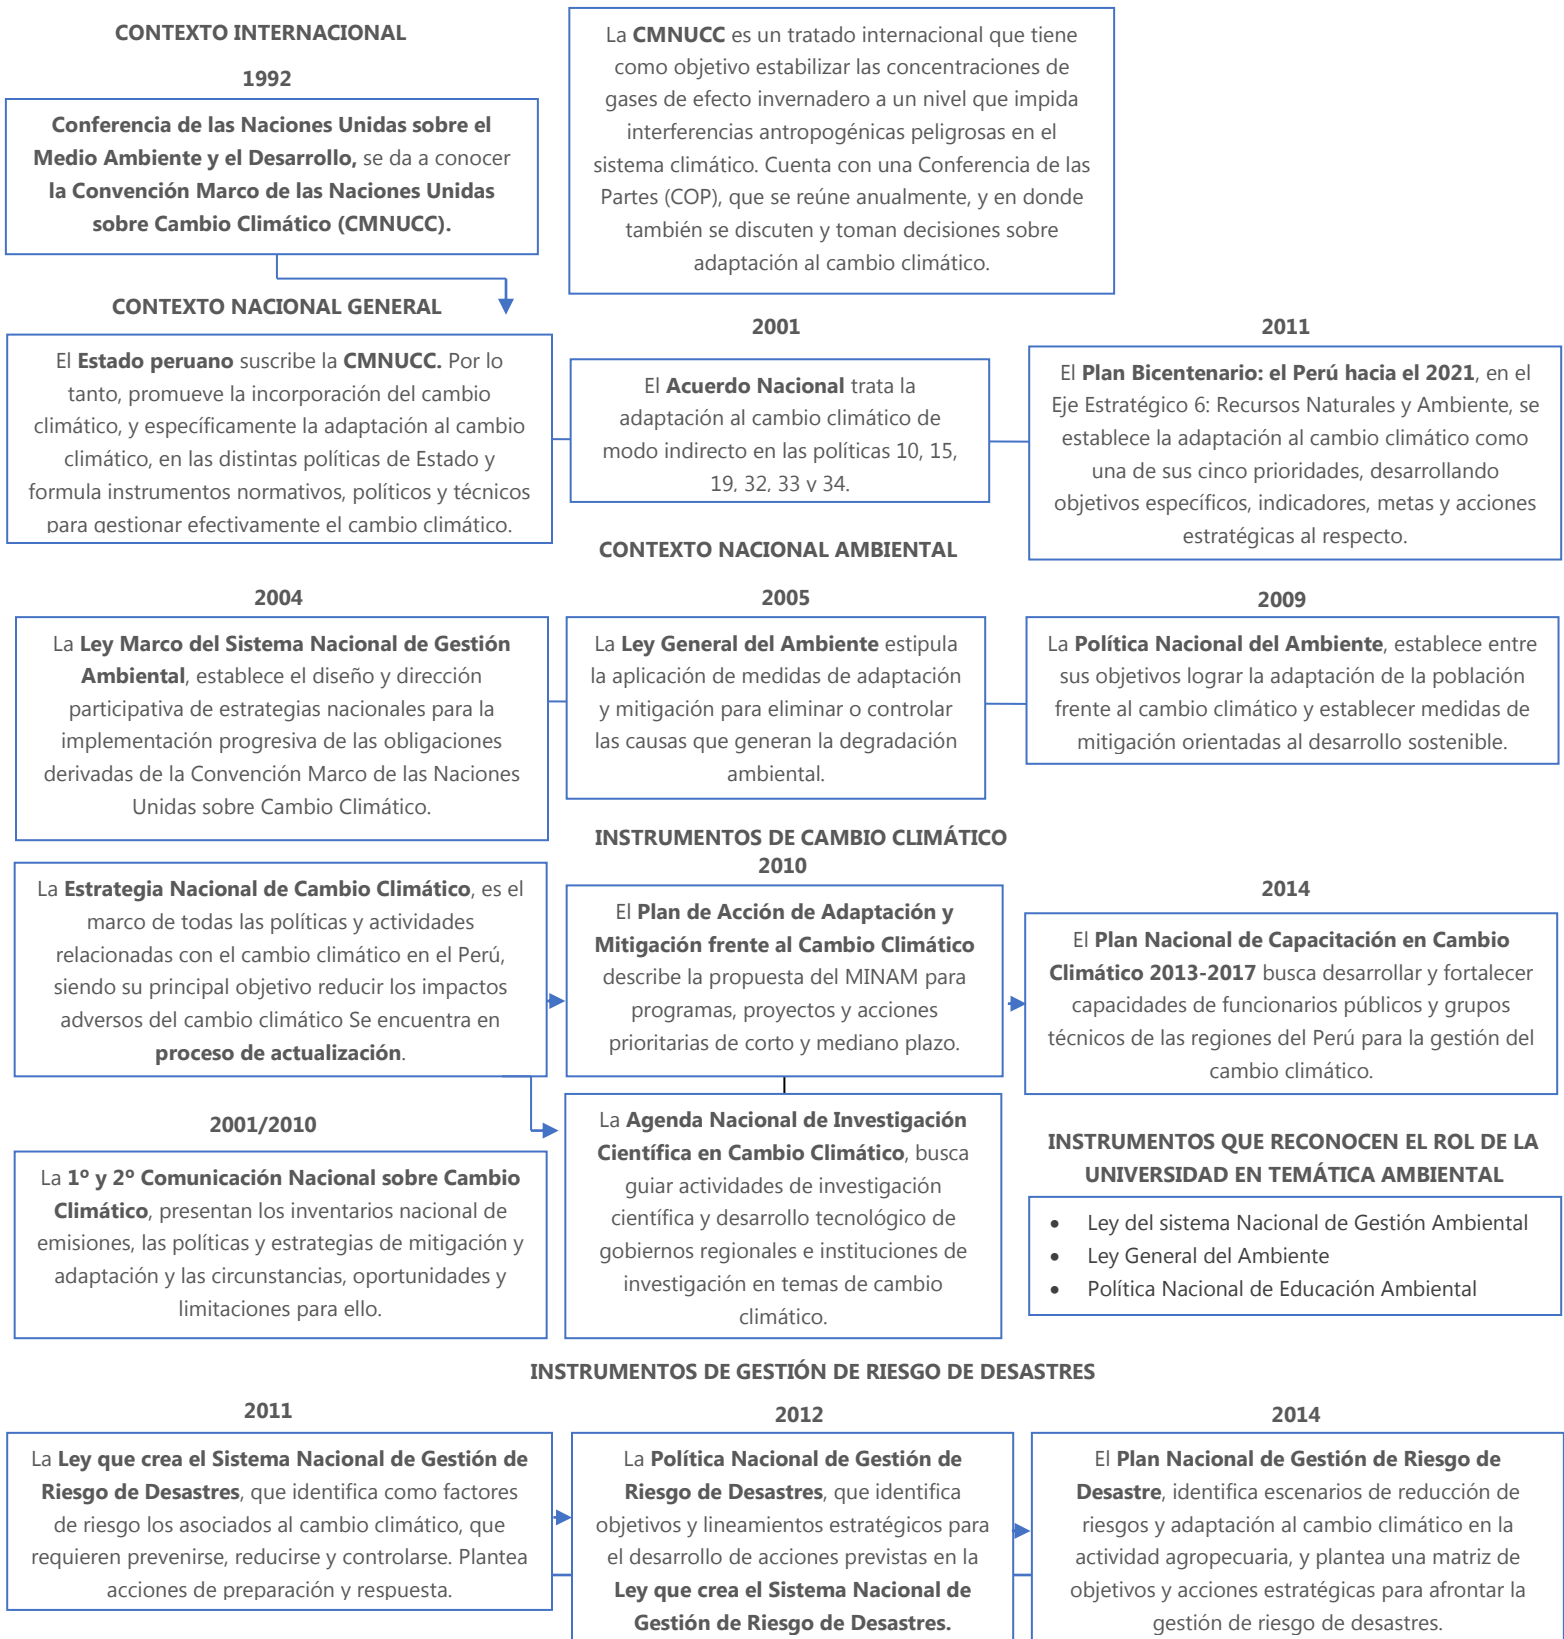 CONTEXTO INTERNACIONAL
1992
Conferencia de las Naciones Unidas sobre el
Medio Ambiente y el Desarrollo, se da a conocer
la Convención Marco de las Naciones Unidas
sobre Cambio Climático (CMNUCC).
La CMNUCC es un tratado internacional que tiene
como objetivo estabilizar las concentraciones de
gases de efecto invernadero a un nivel que impida
interferencias antropogénicas peligrosas en el
sistema climático. Cuenta con una Conferencia de las
Partes (COP), que se reúne anualmente, y en donde
también se discuten y toman decisiones sobre
adaptación al cambio climático.
CONTEXTO NACIONAL GENERAL
El Estado peruano suscribe la CMNUCC. Por lo
tanto, promueve la incorporación del cambio
climático, y específicamente la adaptación al cambio
climático, en las distintas políticas de Estado y
formula instrumentos normativos, políticos y técnicos
para gestionar efectivamente el cambio climático.
2001
El Acuerdo Nacional trata la
adaptación al cambio climático de
modo indirecto en las políticas 10, 15,
19, 32, 33 y 34.
2011
El Plan Bicentenario: el Perú hacia el 2021, en el
Eje Estratégico 6: Recursos Naturales y Ambiente, se
establece la adaptación al cambio climático como
una de sus cinco prioridades, desarrollando
objetivos específicos, indicadores, metas y acciones
estratégicas al respecto.
CONTEXTO NACIONAL AMBIENTAL
2004
La Ley Marco del Sistema Nacional de Gestión
Ambiental, establece el diseño y dirección
participativa de estrategias nacionales para la
implementación progresiva de las obligaciones
derivadas de la Convención Marco de las Naciones
Unidas sobre Cambio Climático.
2005
La Ley General del Ambiente estipula
la aplicación de medidas de adaptación
y mitigación para eliminar o controlar
las causas que generan la degradación
ambiental.
2009
La Política Nacional del Ambiente, establece entre
sus objetivos lograr la adaptación de la población
frente al cambio climático y establecer medidas de
mitigación orientadas al desarrollo sostenible.
INSTRUMENTOS DE CAMBIO CLIMÁTICO
La Estrategia Nacional de Cambio Climático, es el
marco de todas las políticas y actividades
relacionadas con el cambio climático en el Perú,
siendo su principal objetivo reducir los impactos
adversos del cambio climático Se encuentra en
proceso de actualización.
2010
El Plan de Acción de Adaptación y
Mitigación frente al Cambio Climático
describe la propuesta del MINAM para
programas, proyectos y acciones
prioritarias de corto y mediano plazo.
2014
El Plan Nacional de Capacitación en Cambio
Climático 2013-2017 busca desarrollar y fortalecer
capacidades de funcionarios públicos y grupos
técnicos de las regiones del Perú para la gestión del
cambio climático.
2001/2010
La 1º y 2º Comunicación Nacional sobre Cambio
Climático, presentan los inventarios nacional de
emisiones, las políticas y estrategias de mitigación y
adaptación y las circunstancias, oportunidades y
limitaciones para ello.
La Agenda Nacional de Investigación
Científica en Cambio Climático, busca
guiar actividades de investigación
científica y desarrollo tecnológico de
gobiernos regionales e instituciones de
investigación en temas de cambio
climático.
INSTRUMENTOS QUE RECONOCEN EL ROL DE LA
UNIVERSIDAD EN TEMÁTICA AMBIENTAL
• Ley del sistema Nacional de Gestión Ambiental
• Ley General del Ambiente
• Política Nacional de Educación Ambiental
INSTRUMENTOS DE GESTIÓN DE RIESGO DE DESASTRES
2011
La Ley que crea el Sistema Nacional de Gestión de
Riesgo de Desastres, que identifica como factores
de riesgo los asociados al cambio climático, que
requieren prevenirse, reducirse y controlarse. Plantea
acciones de preparación y respuesta.
2012
La Política Nacional de Gestión de
Riesgo de Desastres, que identifica
objetivos y lineamientos estratégicos para
el desarrollo de acciones previstas en la
Ley que crea el Sistema Nacional de
Gestión de Riesgo de Desastres.
2014
El Plan Nacional de Gestión de Riesgo de
Desastre, identifica escenarios de reducción de
riesgos y adaptación al cambio climático en la
actividad agropecuaria, y plantea una matriz de
objetivos y acciones estratégicas para afrontar la
gestión de riesgo de desastres.